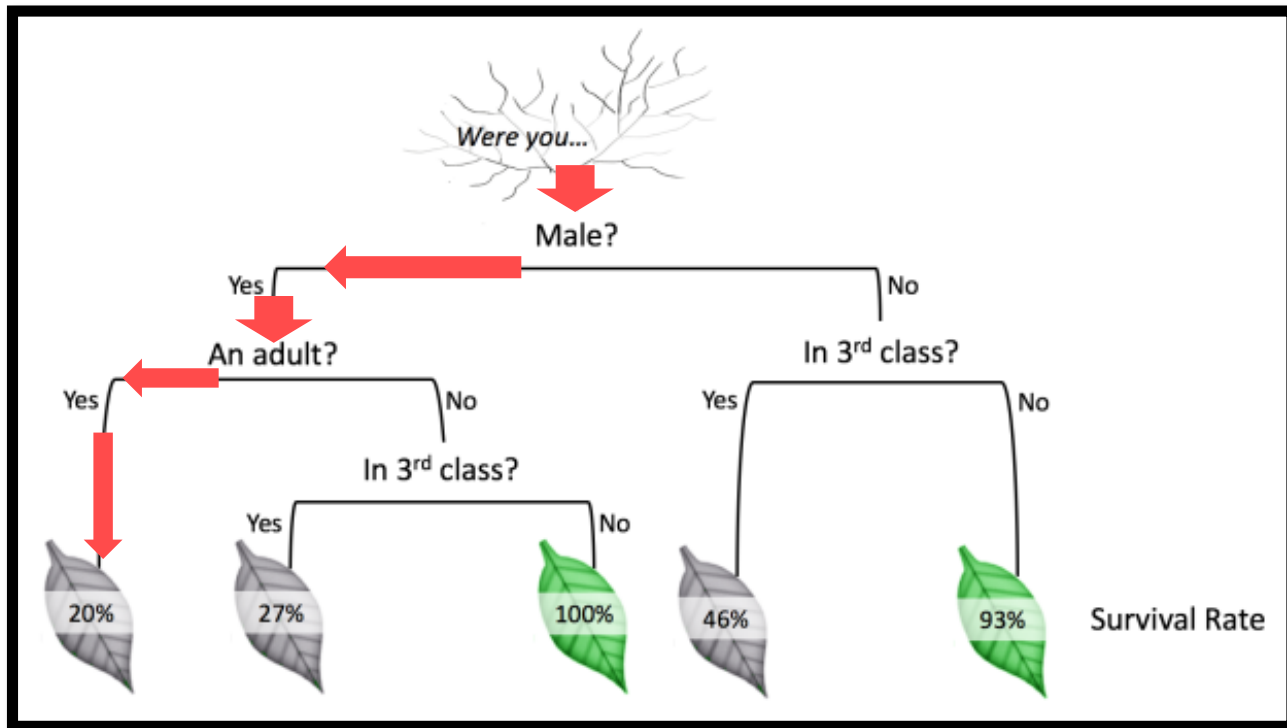 Were you...
Male?
Yes
No
An adult?
In 3rd class?
Yes
No
Yes
No
In 3rd class?
Yes
No
20%
27%
100%
46%
93%
Survival Rate